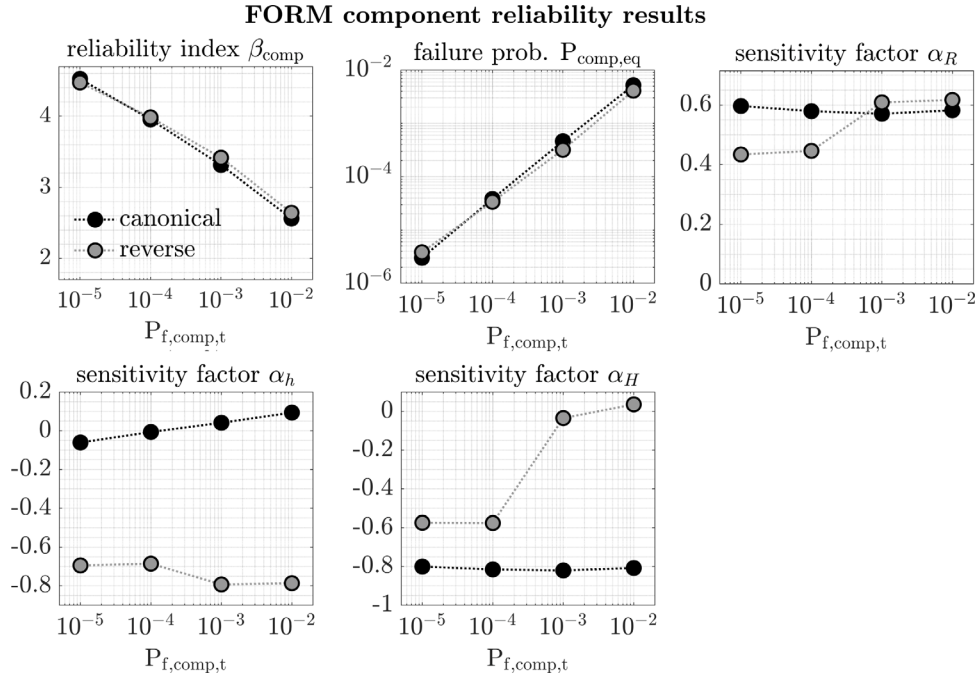 FORM component reliability results
reliability index β_comp
4
3
2
canonical
reverse
10^-5 10^-4 10^-3 10^-2
P_f,comp,t
failure prob. P_comp,eq
10^-2
10^-4
10^-6
10^-5 10^-4 10^-3 10^-2
P_f,comp,t
sensitivity factor α_R
0.6
0.4
0.2
0
10^-5 10^-4 10^-3 10^-2
P_f,comp,t
sensitivity factor α_h
0.2
0
-0.2
-0.4
-0.6
-0.8
10^-5 10^-4 10^-3 10^-2
P_f,comp,t
sensitivity factor α_H
0
-0.2
-0.4
-0.6
-0.8
-1
10^-5 10^-4 10^-3 10^-2
P_f,comp,t